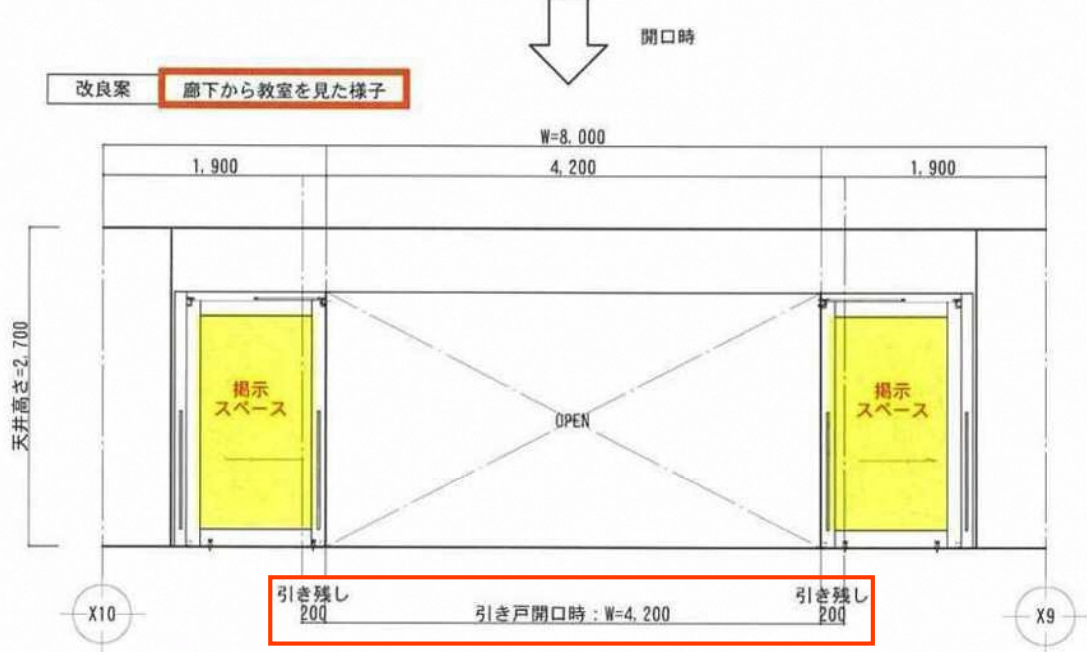 開口時
改良案
廊下から教室を見た様子
W=8,000
1,900
4,200
1,900
天井高さ=2,700
掲示
スペース
OPEN
掲示
スペース
引き残し
200
引き戸開口時:W=4,200
引き残し
200
X10
X9